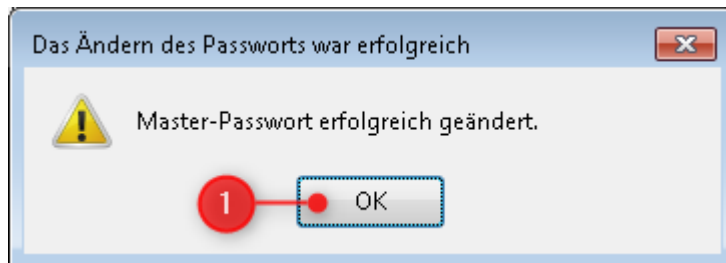 Das Ändern des Passworts war erfolgreich
Master-Passwort erfolgreich geändert.
1
OK